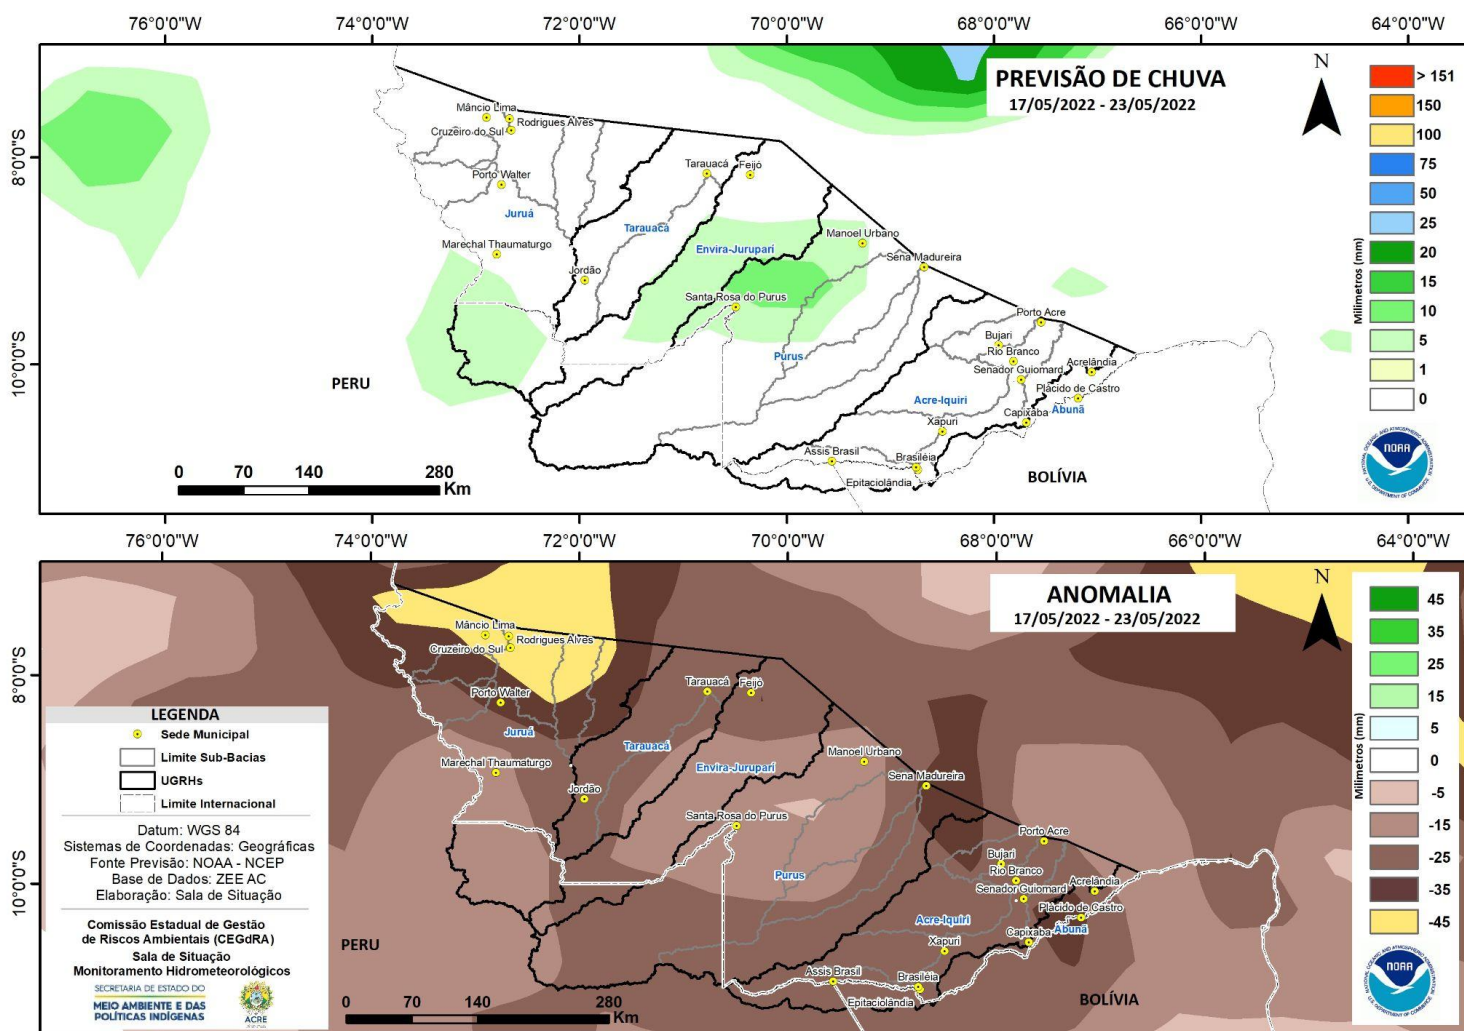 76°0'0"W 74°0'0"W 72°0'0"W 70°0'0"W 68°0'0"W 66°0'0"W 64°0'0"W
PREVISÃO DE CHUVA
17/05/2022 - 23/05/2022
N
8°0'0"S
10°0'0"S
Mâncio Lima
Rodrigues Alves
Cruzeiro do Sul
Porto Walter
Juruá
Marechal Thaumaturgo
Jordão
Tarauacá
Feijó
Tarauacá
Envira-Juruparí
Manoel Urbano
Sena Madureira
Santa Rosa do Purus
Purus
Porto Acre
Bujari
Rio Branco
Senador Guiomard
Acrelândia
Plácido de Castro
Acre-Iquiri
Abunã
Capixaba
Xapuri
Assis Brasil
Brasiléia
Epitaciolândia
PERU
BOLÍVIA
0 70 140 280
Km
Milimetros (mm)
> 151
150
100
75
50
25
20
15
10
5
1
0
NOAA
76°0'0"W 74°0'0"W 72°0'0"W 70°0'0"W 68°0'0"W 66°0'0"W 64°0'0"W
ANOMALIA
17/05/2022 - 23/05/2022
N
8°0'0"S
10°0'0"S
Mâncio Lima
Rodrigues Alves
Cruzeiro do Sul
Porto Walter
Juruá
Marechal Thaumaturgo
Jordão
Tarauacá
Feijó
Tarauacá
Envira-Juruparí
Manoel Urbano
Sena Madureira
Santa Rosa do Purus
Purus
Porto Acre
Bujari
Rio Branco
Senador Guiomard
Acrelândia
Plácido de Castro
Acre-Iquiri
Abunã
Capixaba
Xapuri
Assis Brasil
Brasiléia
Epitaciolândia
PERU
BOLÍVIA
0 70 140 280
Km
Milimetros (mm)
45
35
25
15
5
0
-5
-15
-25
-35
-45
NOAA
LEGENDA
Sede Municipal
Limite Sub-Bacias
UGRHs
Limite Internacional
Datum: WGS 84
Sistemas de Coordenadas: Geográficas
Fonte Previsão: NOAA - NCEP
Base de Dados: ZEE AC
Elaboração: Sala de Situação
Comissão Estadual de Gestão
de Riscos Ambientais (CEGdRA)
Sala de Situação
Monitoramento Hidrometeorológicos
SECRETARIA DE ESTADO DO
MEIO AMBIENTE E DAS
POLÍTICAS INDÍGENAS
ACRE